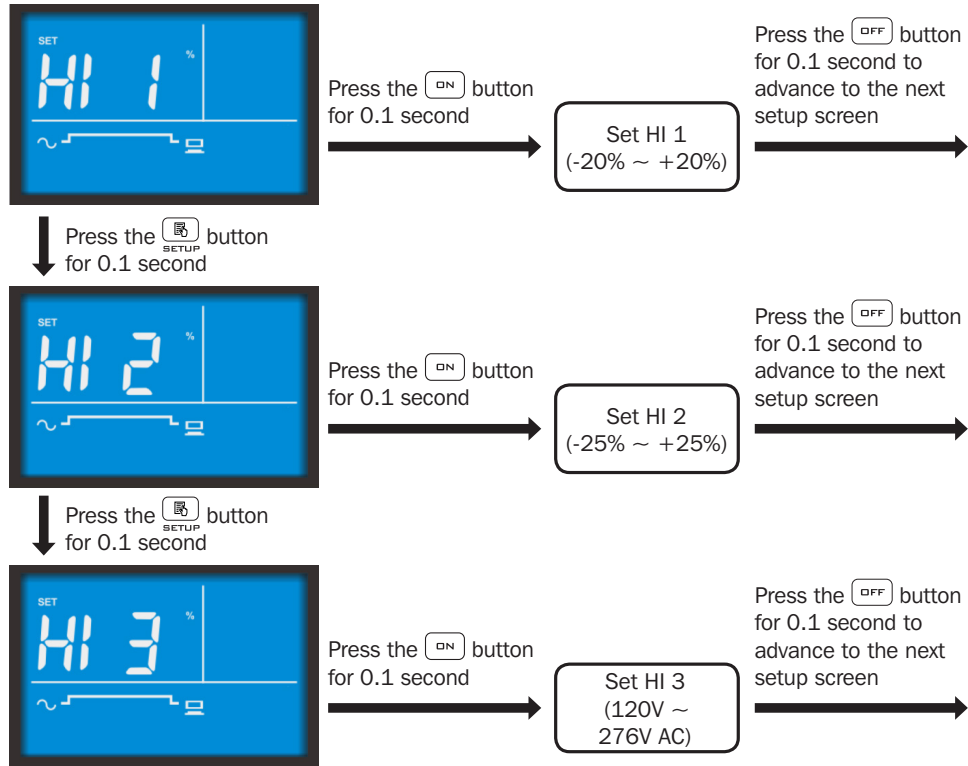 SET
HI 1
%
Press the ON button
for 0.1 second
Set HI 1
(-20% ~ +20%)
Press the OFF button
for 0.1 second to
advance to the next
setup screen
Press the button
SETUP
for 0.1 second
SET
HI 2
%
Press the ON button
for 0.1 second
Set HI 2
(-25% ~ +25%)
Press the OFF button
for 0.1 second to
advance to the next
setup screen
Press the button
SETUP
for 0.1 second
SET
HI 3
%
Press the ON button
for 0.1 second
Set HI 3
(120V ~
276V AC)
Press the OFF button
for 0.1 second to
advance to the next
setup screen